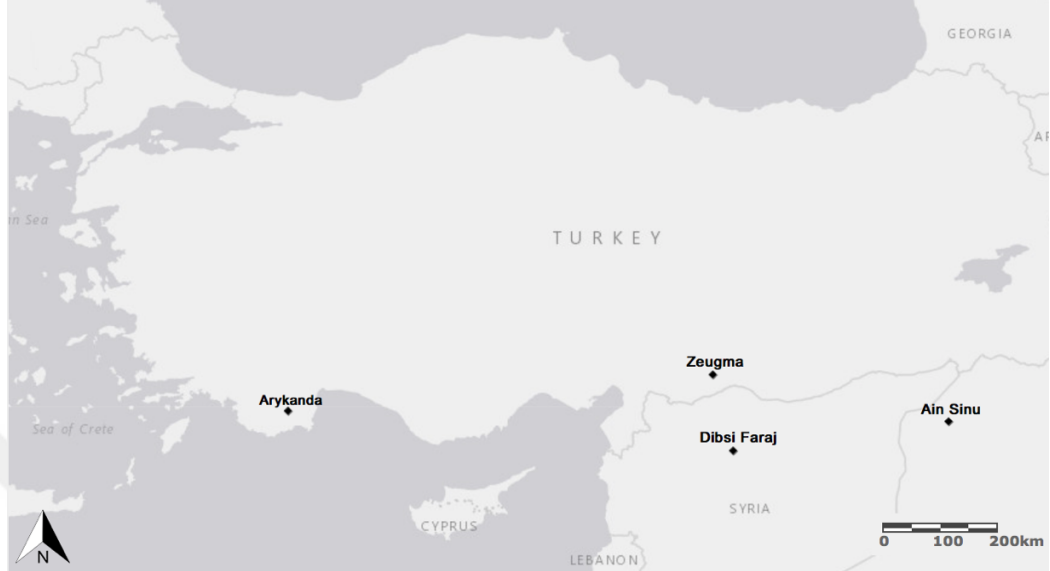 GEORGIA
AR
in Sea
TURKEY
Zeugma
Arykanda
Ain Sinu
Sea of Crete
Dibsi Faraj
SYRIA
CYPRUS
0 100 200km
N
LEBANON